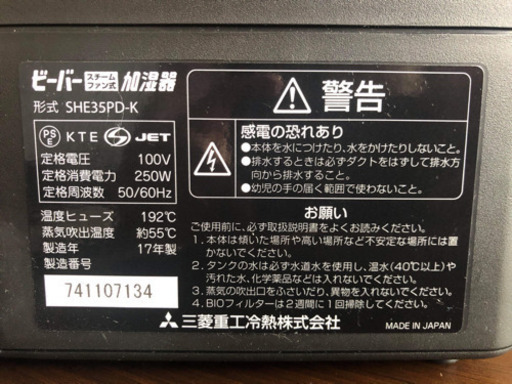 ビーバー スチームファン式 加湿器
形式 SHE35PD-K
PS E KTE S JET
定格電圧 100V
定格消費電力 250W
定格周波数 50/60Hz
温度ヒューズ 192℃
蒸気吹出温度 約55℃
製造年 17年製
製造番号
741107134
警告
感電の恐れあり
●本体を水につけたり、水をかけたりしないこと。
●排水するときは必ずダクトをはずして排水方
向から排水すること。
●幼児の手の届く範囲で使わないこと。
お願い
ご使用前に、必ず取扱説明書をよくお読みください。
1.本体は傾いた場所や高い場所など不安定な場所には置
かないでください。
2.タンクの水は必ず水道水を使用し、温水(40℃以上)や
汚れた水、化学薬品などは入れないでください。
3.蒸気の吹出口をふさいだり、異物を入れないでください。
4.BIOフィルターは2週間に1回掃除してください。
三菱重工冷熱株式会社
MADE IN JAPAN